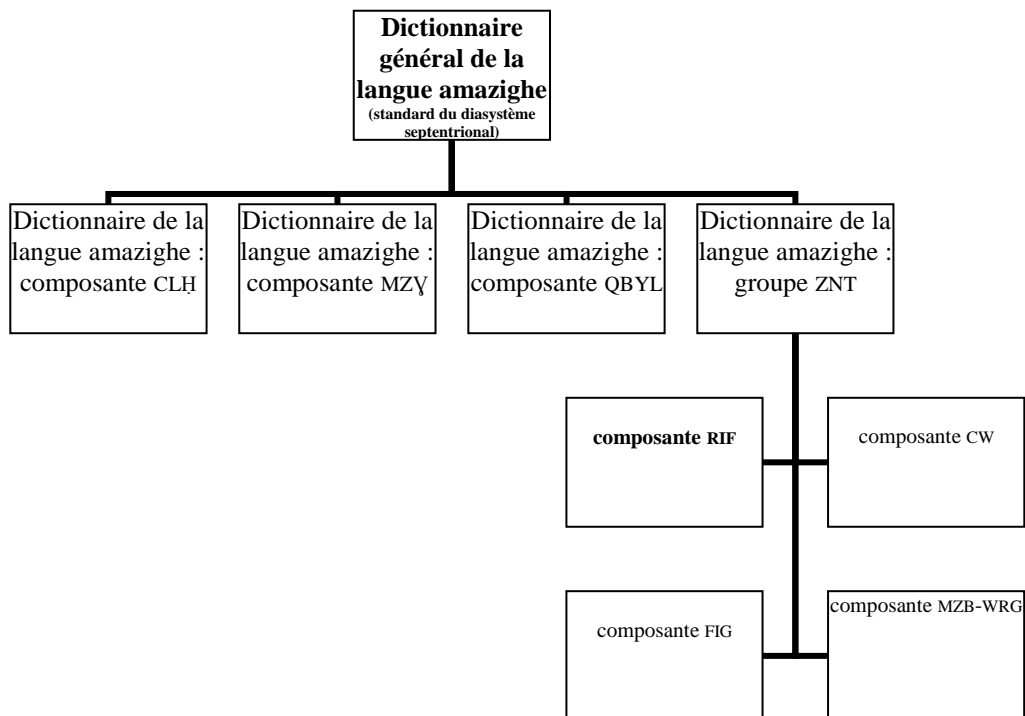 Dictionnaire
général de la
langue amazighe
(standard du diasystème
septentrional)
Dictionnaire de la
langue amazighe :
composante CLḤ
Dictionnaire de la
langue amazighe :
composante MZƔ
Dictionnaire de la
langue amazighe :
composante QBYL
Dictionnaire de la
langue amazighe :
groupe ZNT
composante RIF
composante CW
composante FIG
composante MZB-WRG